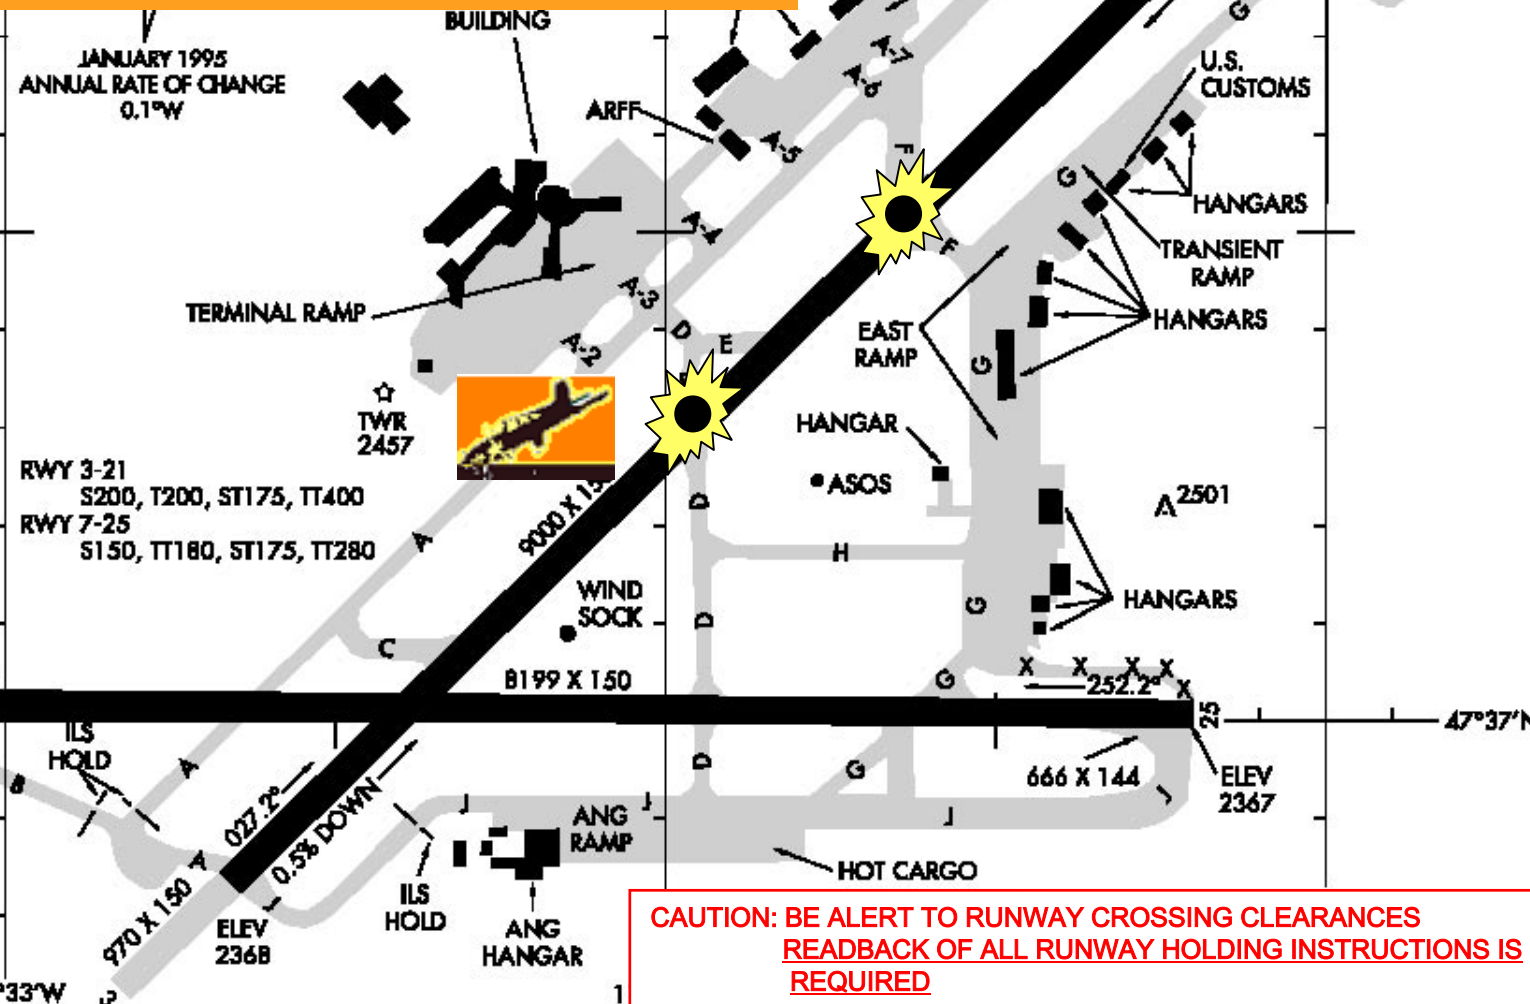 BUILDING
JANUARY 1995
ANNUAL RATE OF CHANGE
0.1°W
ARFF
A-7
A-6
A-5
A-4
A-3
A-2
G
U.S.
CUSTOMS
F
G
HANGARS
F
TRANSIENT
RAMP
TERMINAL RAMP
D
E
EAST
RAMP
HANGARS
G
TWR
2457
HANGAR
RWY 3-21
S200, T200, ST175, TT400
RWY 7-25
S150, TT180, ST175, TT280
ASOS
2501
D
A
H
WIND
SOCK
D
G
HANGARS
C
8199 X 150
G
X X X X X
252.2°
25
47°37'N
ILS
HOLD
A
B
D
G
666 X 144
ELEV
2367
J
027.2°
0.5% DOWN
J
J
J
ANG
RAMP
A
HOT CARGO
970 X 150
ILS
HOLD
ELEV
2368
ANG
HANGAR
CAUTION: BE ALERT TO RUNWAY CROSSING CLEARANCES
READBACK OF ALL RUNWAY HOLDING INSTRUCTIONS IS
REQUIRED
°33'W
1